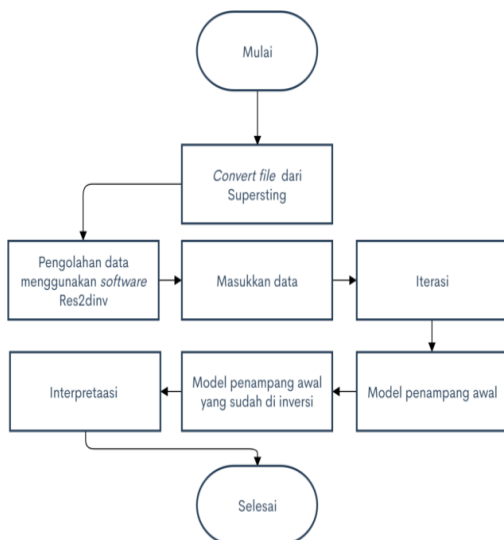 Mulai
Convert file dari
Supersting
Pengolahan data
menggunakan software
Res2dinv
Masukkan data
Iterasi
Model penampang awal
Model penampang awal
yang sudah di inversi
Interpretaasi
Selesai